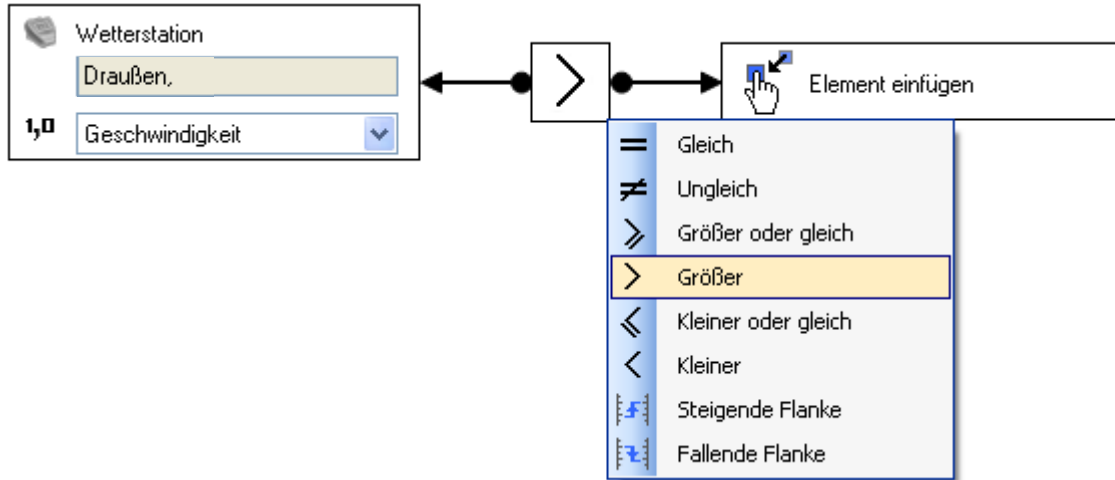 Wetterstation
Draußen,
1,0 Geschwindigkeit
Element einfügen
Gleich
Ungleich
Größer oder gleich
Größer
Kleiner oder gleich
Kleiner
Steigende Flanke
Fallende Flanke